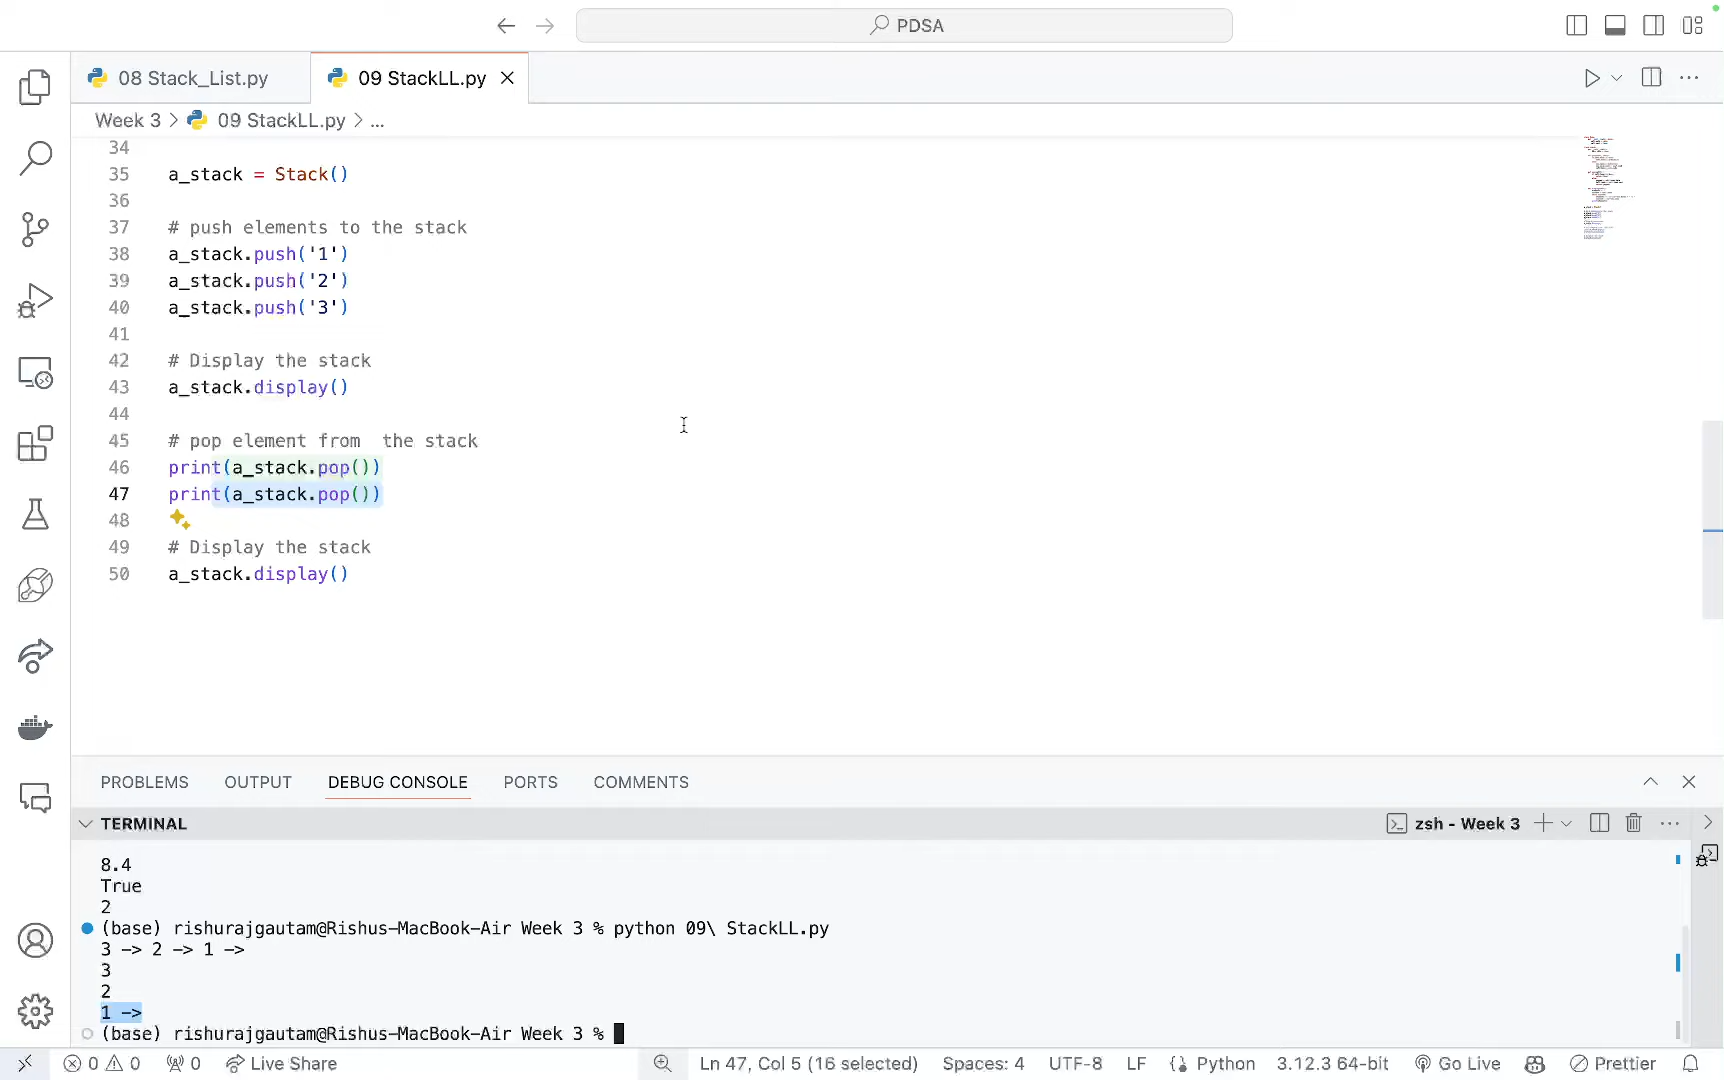 PDSA
08 Stack_List.py
09 StackLL.py
Week 3 > 09 StackLL.py > ...
34
35 a_stack = Stack()
36
37 # push elements to the stack
38 a_stack.push('1')
39 a_stack.push('2')
40 a_stack.push('3')
41
42 # Display the stack
43 a_stack.display()
44
45 # pop element from  the stack
46 print(a_stack.pop())
47 print(a_stack.pop())
48
49 # Display the stack
50 a_stack.display()
PROBLEMS OUTPUT DEBUG CONSOLE PORTS COMMENTS
TERMINAL zsh - Week 3
8.4
True
2
(base) rishurajgautam@Rishus-MacBook-Air Week 3 % python 09\ StackLL.py
3 -> 2 -> 1 ->
3
2
1 ->
(base) rishurajgautam@Rishus-MacBook-Air Week 3 %
0 0 0 Live Share Ln 47, Col 5 (16 selected) Spaces: 4 UTF-8 LF Python 3.12.3 64-bit Go Live Prettier